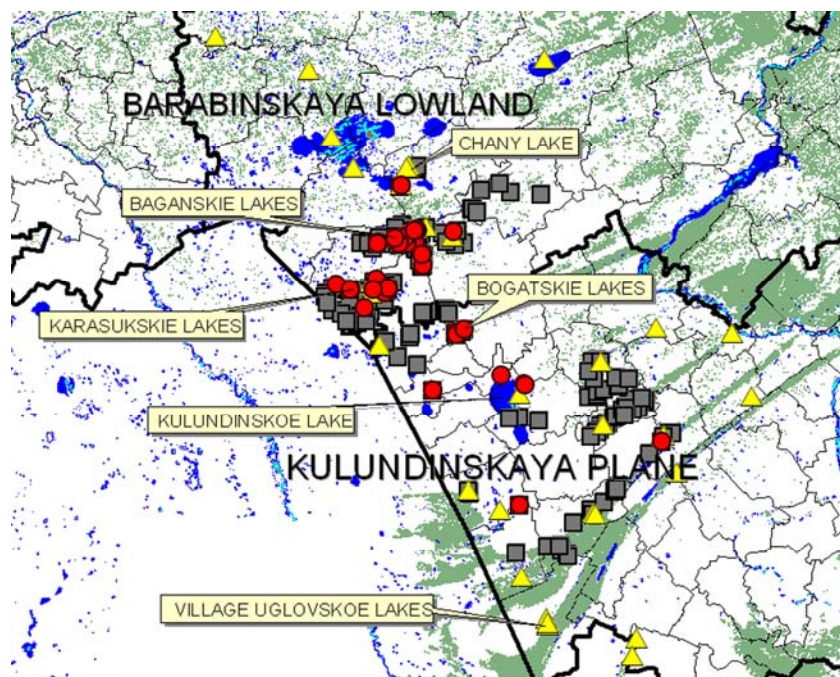 BARABINSKAYA LOWLAND
CHANY LAKE
BAGANSKIE LAKES
BOGATSKIE LAKES
KARASUKSKIE LAKES
KULUNDINSKOE LAKE
KULUNDINSKAYA PLANE
VILLAGE UGLOVSKOE LAKES